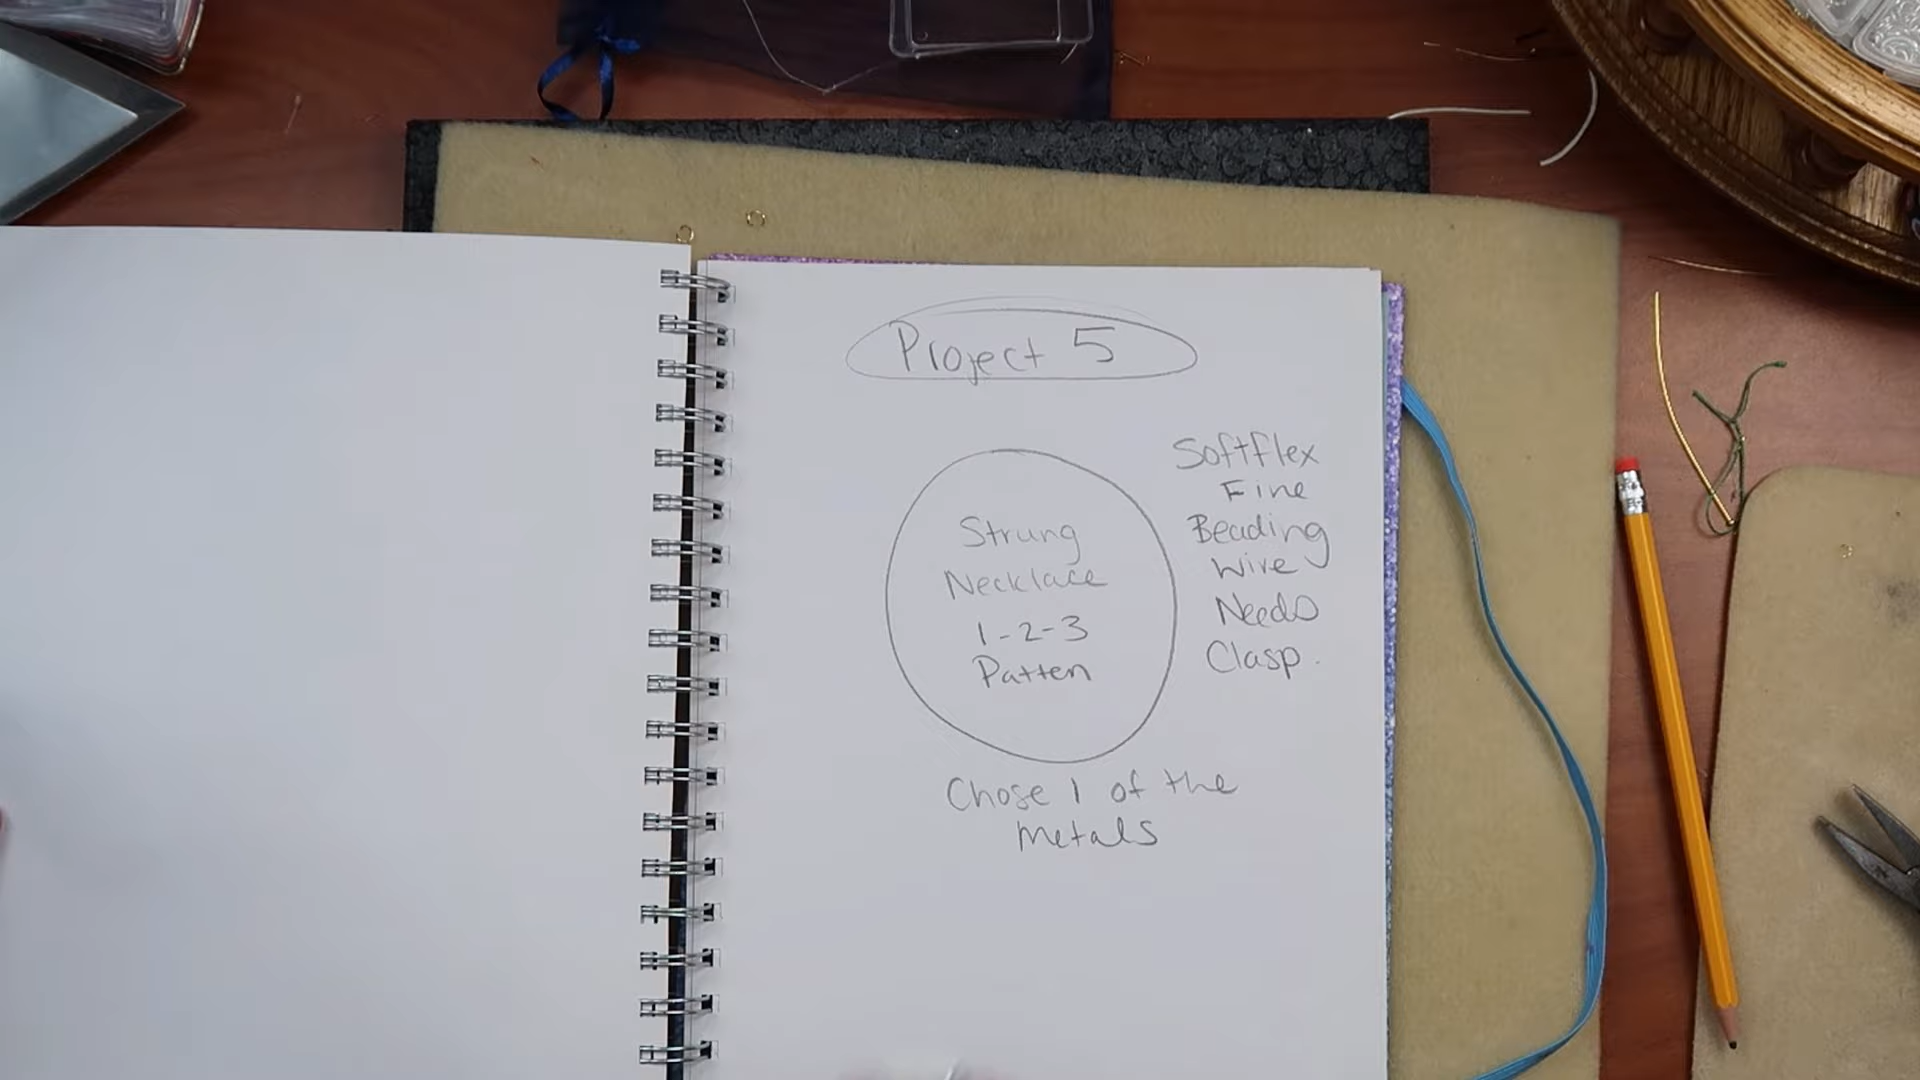 Project 5
Strung
Necklace
1-2-3
Patten
Softflex
Fine
Beading
Wire
Needs
Clasp.
Chose 1 of the
Metals